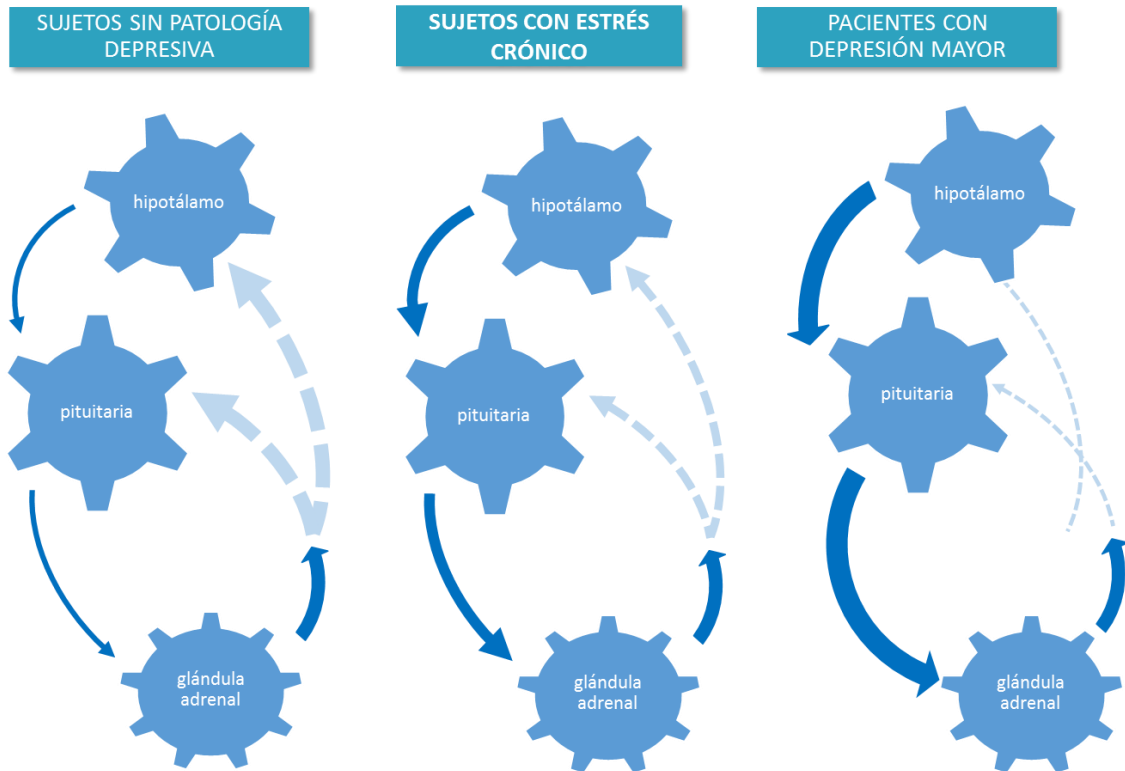 SUJETOS SIN PATOLOGÍA
DEPRESIVA
hipotálamo
pituitaria
glándula
adrenal
SUJETOS CON ESTRÉS
CRÓNICO
hipotálamo
pituitaria
glándula
adrenal
PACIENTES CON
DEPRESIÓN MAYOR
hipotálamo
pituitaria
glándula
adrenal